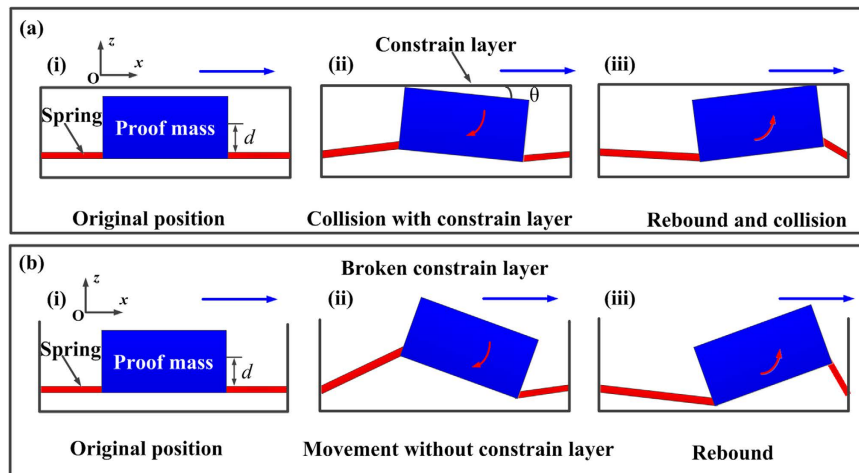 (a)
(i)
z
O
x
Spring
Proof mass
d
Original position
Constrain layer
(ii)
θ
Collision with constrain layer
(iii)
Rebound and collision
(b)
Broken constrain layer
(i)
z
O
x
Spring
Proof mass
d
Original position
(ii)
Movement without constrain layer
(iii)
Rebound